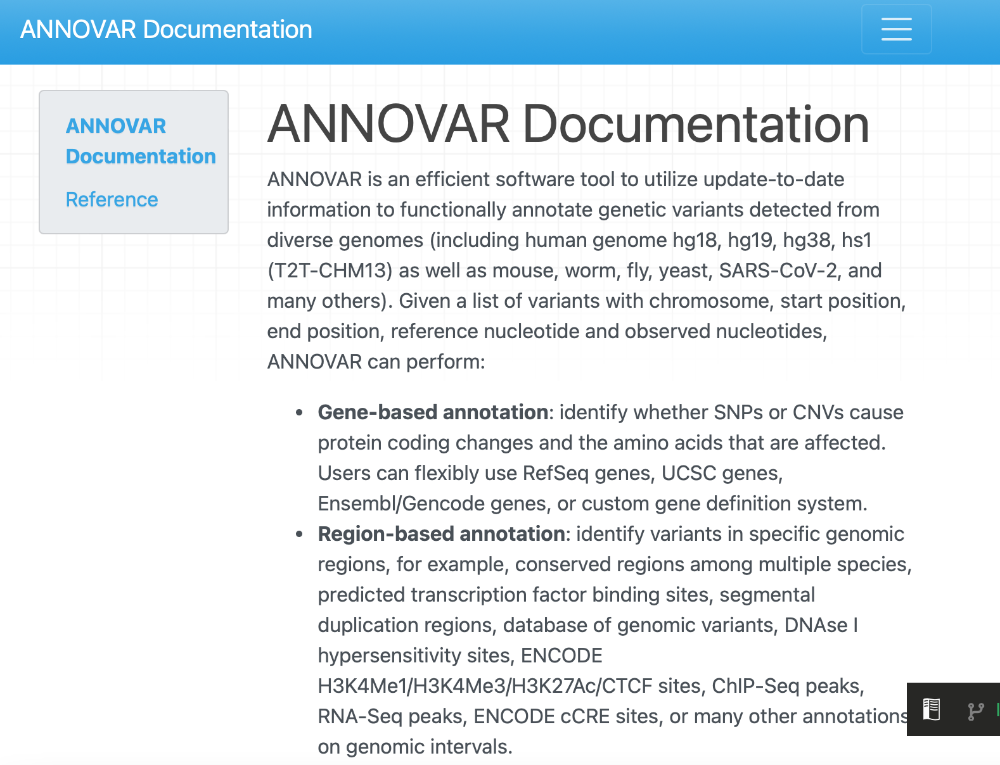 ANNOVAR Documentation
ANNOVAR
Documentation
Reference
ANNOVAR Documentation
ANNOVAR is an efficient software tool to utilize update-to-date
information to functionally annotate genetic variants detected from
diverse genomes (including human genome hg18, hg19, hg38, hs1
(T2T-CHM13) as well as mouse, worm, fly, yeast, SARS-CoV-2, and
many others). Given a list of variants with chromosome, start position,
end position, reference nucleotide and observed nucleotides,
ANNOVAR can perform:
• Gene-based annotation: identify whether SNPs or CNVs cause
protein coding changes and the amino acids that are affected.
Users can flexibly use RefSeq genes, UCSC genes,
Ensembl/Gencode genes, or custom gene definition system.
• Region-based annotation: identify variants in specific genomic
regions, for example, conserved regions among multiple species,
predicted transcription factor binding sites, segmental
duplication regions, database of genomic variants, DNAse I
hypersensitivity sites, ENCODE
H3K4Me1/H3K4Me3/H3K27Ac/CTCF sites, ChIP-Seq peaks,
RNA-Seq peaks, ENCODE cCRE sites, or many other annotations
on genomic intervals.